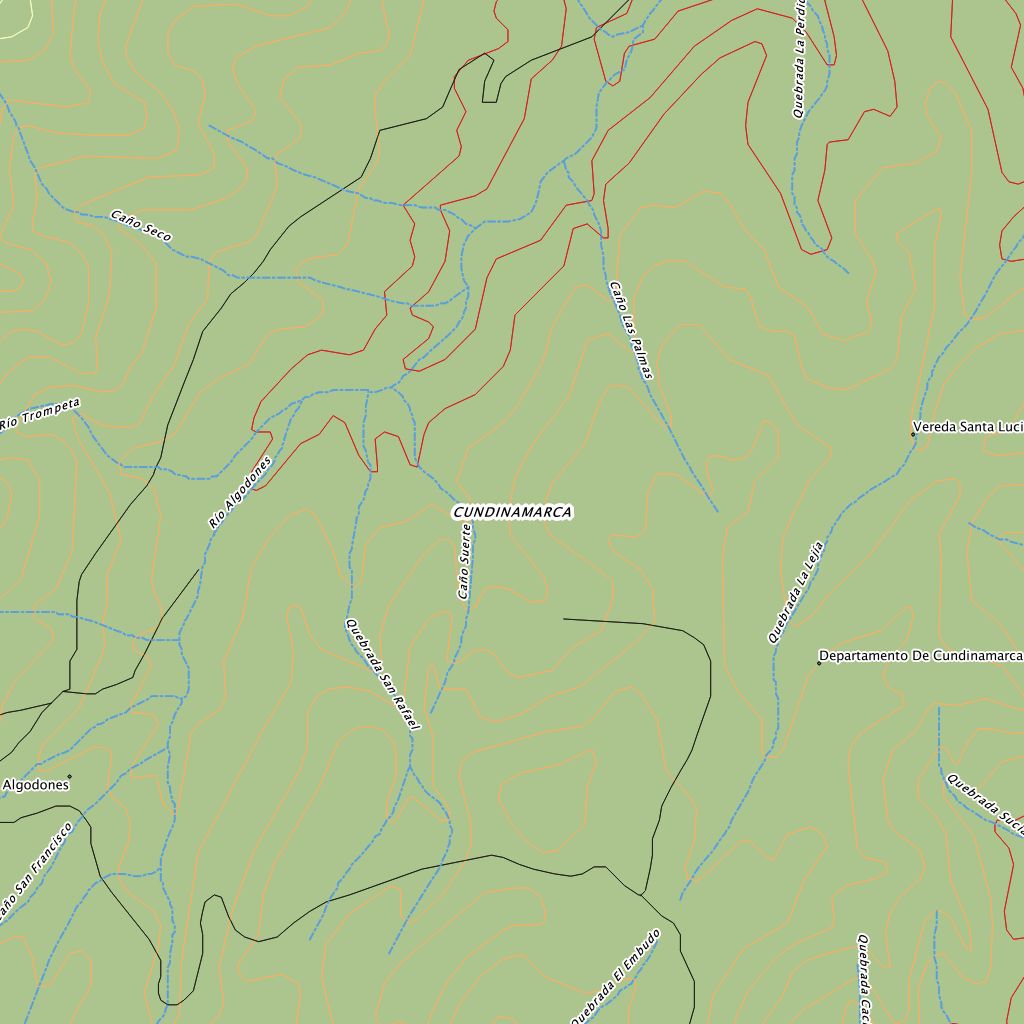 Quebrada La Perdic
Caño Seco
Caño Las Palmas
Río Trompeta
Vereda Santa Luci
Río Algodones
CUNDINAMARCA
Caño Suerte
Quebrada La Lejía
Quebrada San Rafael
Departamento De Cundinamarca
Algodones
Quebrada Sucia
Caño San Francisco
Quebrada El Embudo
Quebrada Cac